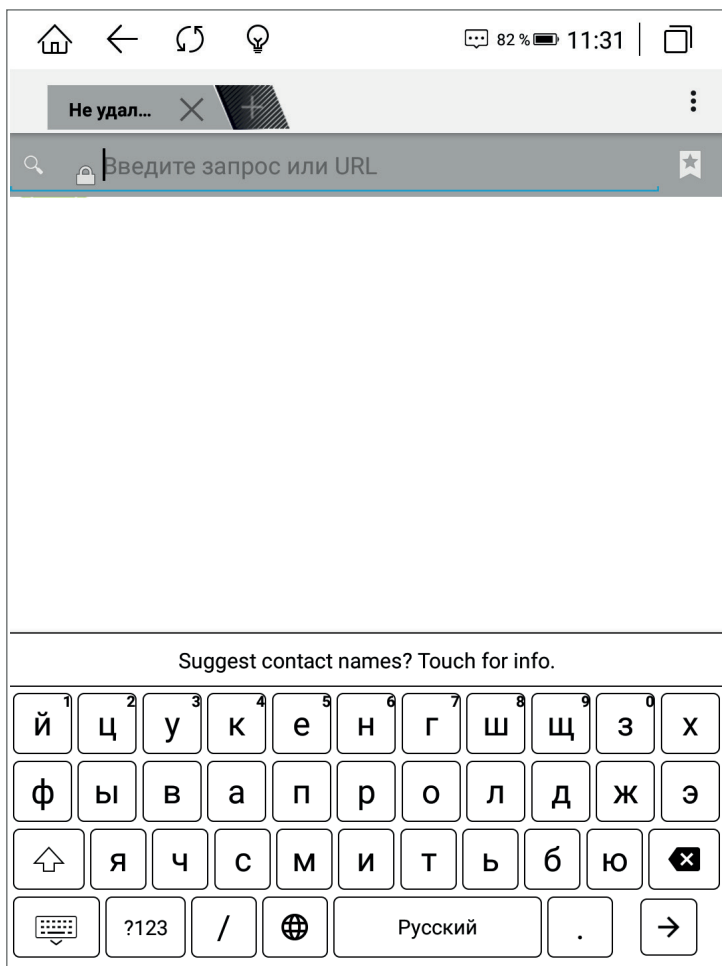 82 % 11:31
Не удал...
Введите запрос или URL
Suggest contact names? Touch for info.
й 1 ц 2 у 3 к 4 е 5 н 6 г 7 ш 8 щ 9 з 0 х
ф ы в а п р о л д ж э
я ч с м и т ь б ю
?123 / Русский .